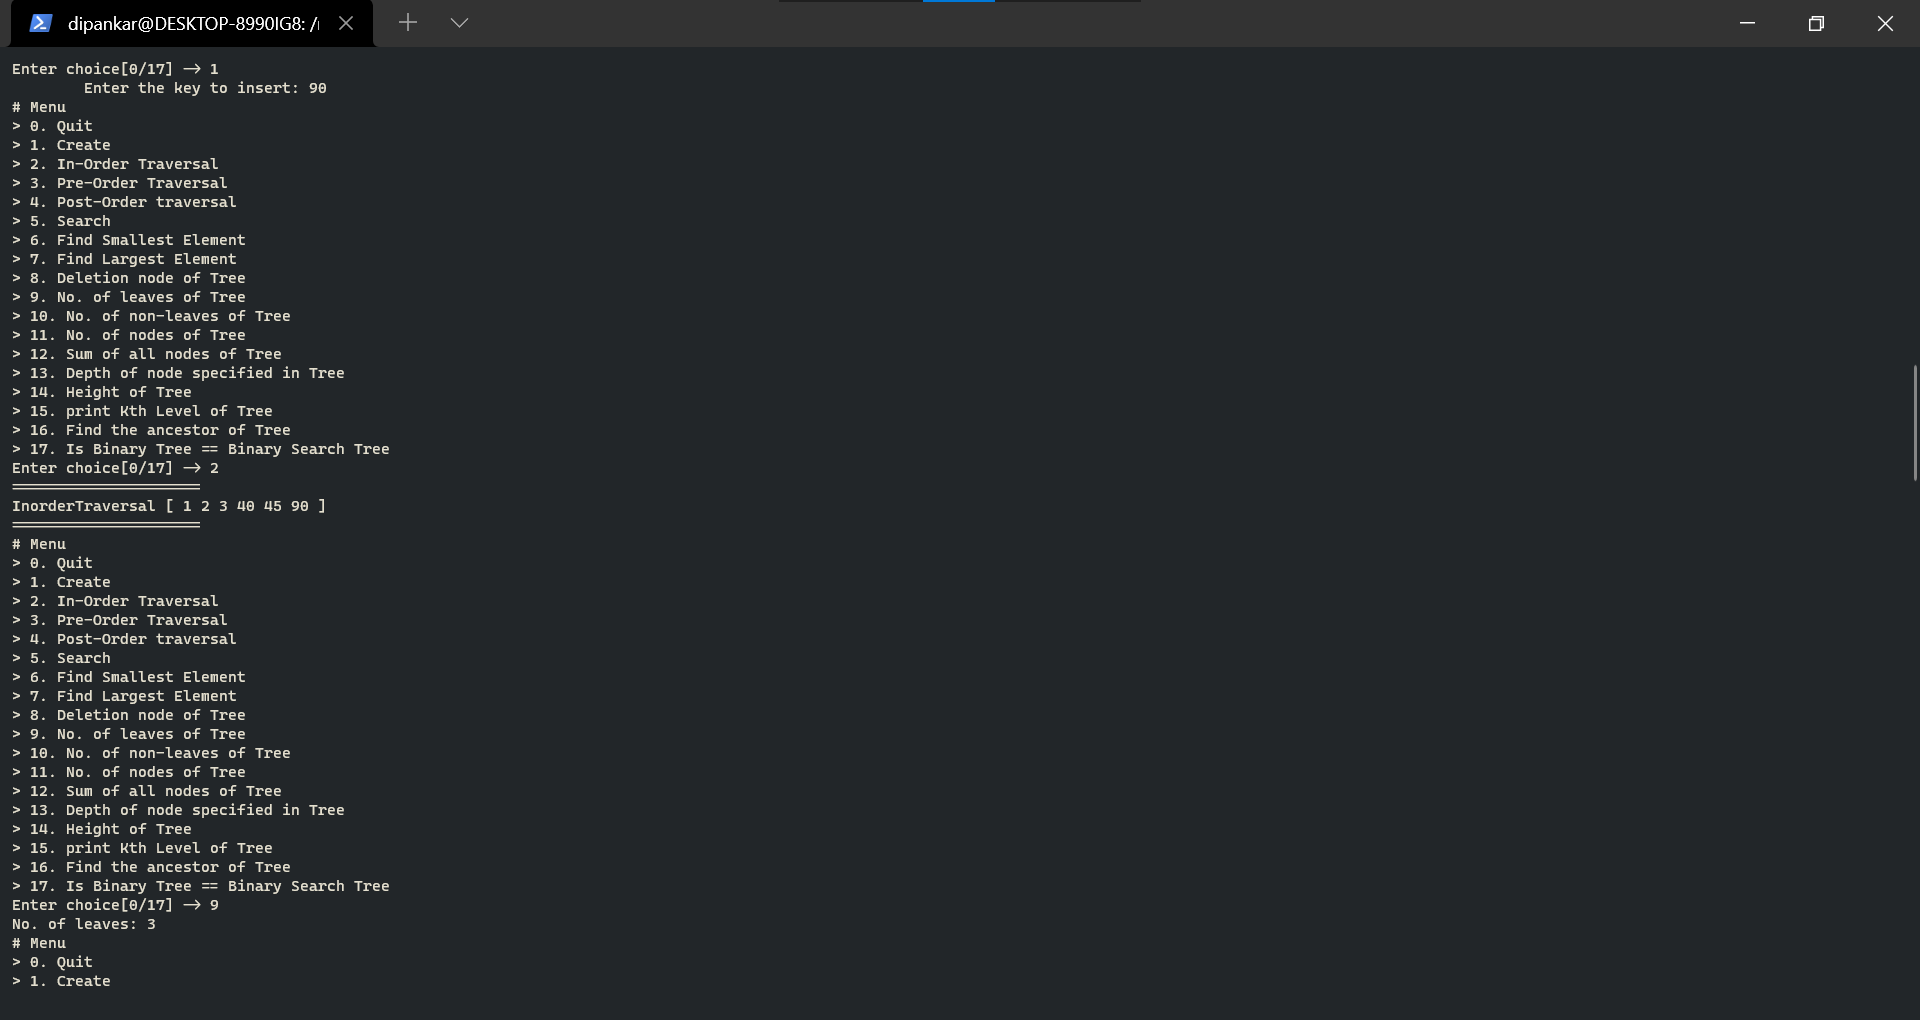 dipankar@DESKTOP-8990IG8: /
Enter choice[0/17] --> 1
Enter the key to insert: 90
# Menu
> 0. Quit
> 1. Create
> 2. In-Order Traversal
> 3. Pre-Order Traversal
> 4. Post-Order traversal
> 5. Search
> 6. Find Smallest Element
> 7. Find Largest Element
> 8. Deletion node of Tree
> 9. No. of leaves of Tree
> 10. No. of non-leaves of Tree
> 11. No. of nodes of Tree
> 12. Sum of all nodes of Tree
> 13. Depth of node specified in Tree
> 14. Height of Tree
> 15. print Kth Level of Tree
> 16. Find the ancestor of Tree
> 17. Is Binary Tree == Binary Search Tree
Enter choice[0/17] --> 2
=====================
InorderTraversal [ 1 2 3 40 45 90 ]
=====================
# Menu
> 0. Quit
> 1. Create
> 2. In-Order Traversal
> 3. Pre-Order Traversal
> 4. Post-Order traversal
> 5. Search
> 6. Find Smallest Element
> 7. Find Largest Element
> 8. Deletion node of Tree
> 9. No. of leaves of Tree
> 10. No. of non-leaves of Tree
> 11. No. of nodes of Tree
> 12. Sum of all nodes of Tree
> 13. Depth of node specified in Tree
> 14. Height of Tree
> 15. print Kth Level of Tree
> 16. Find the ancestor of Tree
> 17. Is Binary Tree == Binary Search Tree
Enter choice[0/17] --> 9
No. of leaves: 3
# Menu
> 0. Quit
> 1. Create